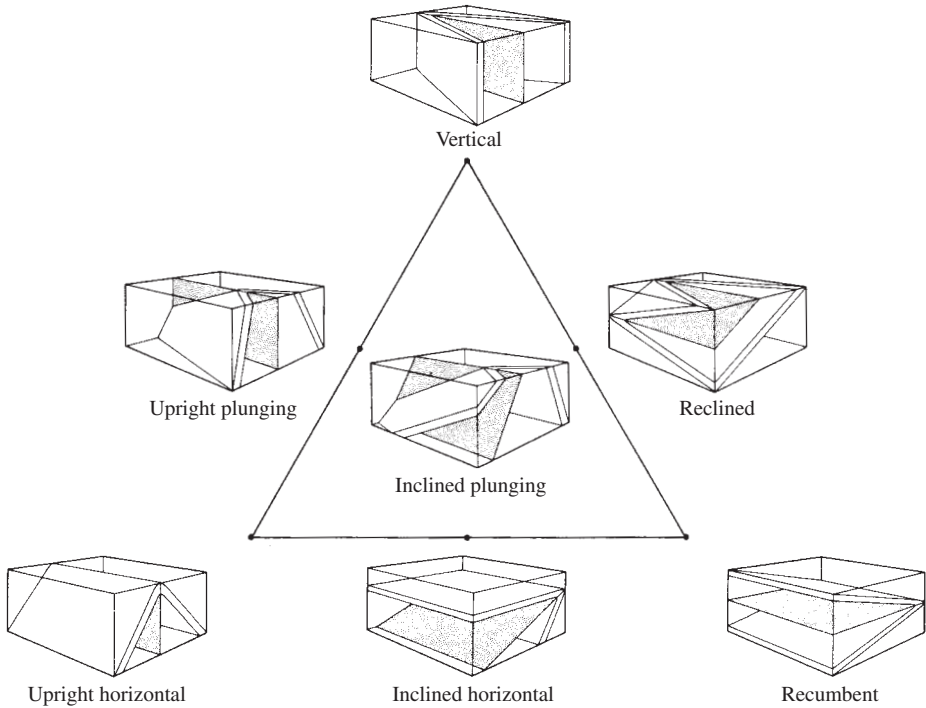 Vertical
Upright plunging
Reclined
Inclined plunging
Upright horizontal
Inclined horizontal
Recumbent